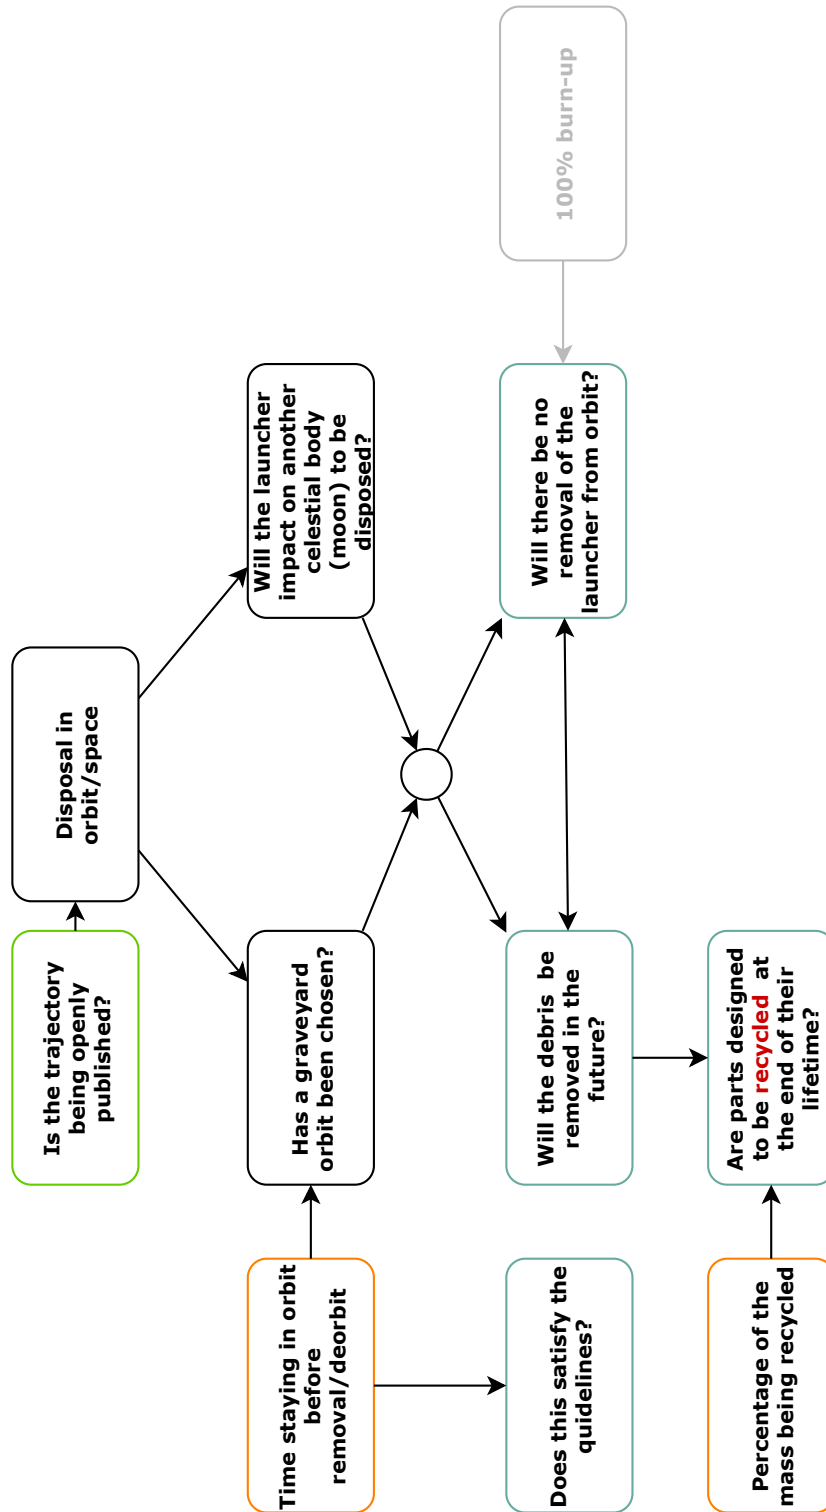 Is the trajectory
being openly
published?
Disposal in
orbit/space
Time staying in orbit
before
removal/deorbit
Has a graveyard
orbit been chosen?
Will the launcher
impact on another
celestial body
(moon) to be
disposed?
Does this satisfy the
quidelines?
Will the debris be
removed in the
future?
Will there be no
removal of the
launcher from orbit?
100% burn-up
Percentage of the
mass being recycled
Are parts designed
to be recycled at
the end of their
lifetime?